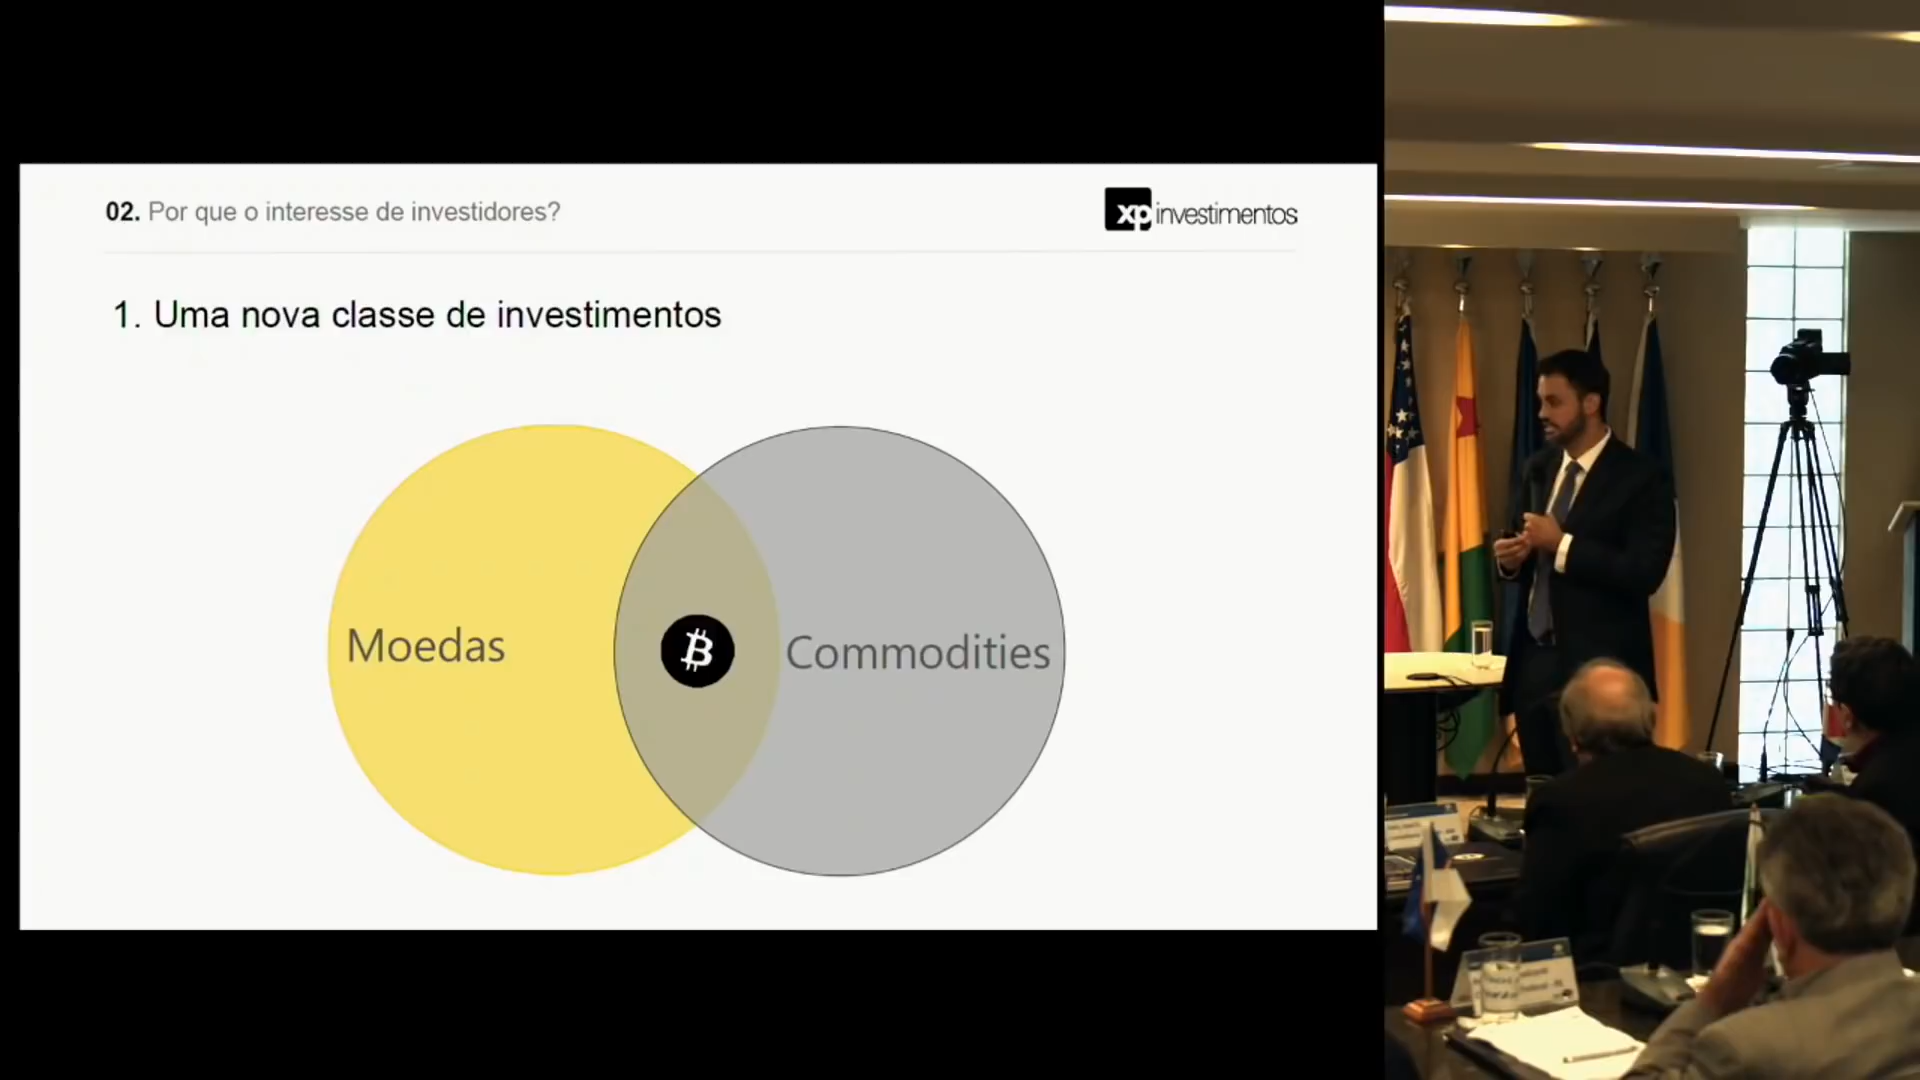 02. Por que o interesse de investidores?
xp investimentos
1. Uma nova classe de investimentos
Moedas
Commodities